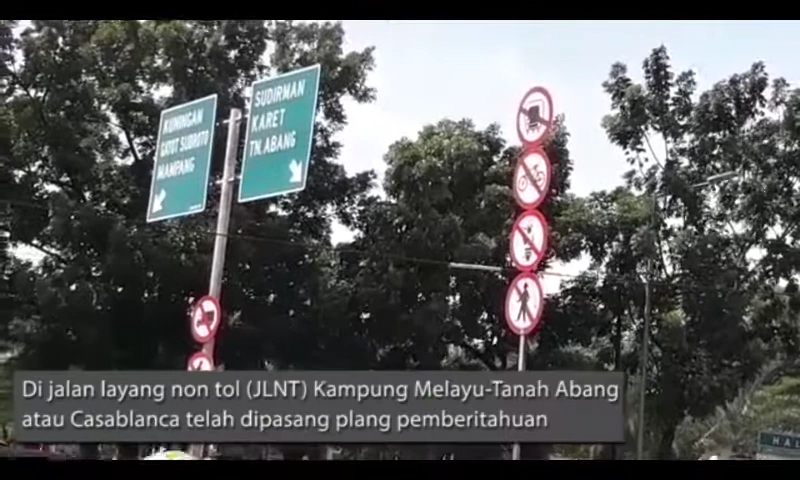 KUNINGAN
GATOT SUBROTO
MAMPANG
SUDIRMAN
KARET
TN. ABANG
HAL
Di jalan layang non tol (JLNT) Kampung Melayu-Tanah Abang
atau Casablanca telah dipasang plang pemberitahuan